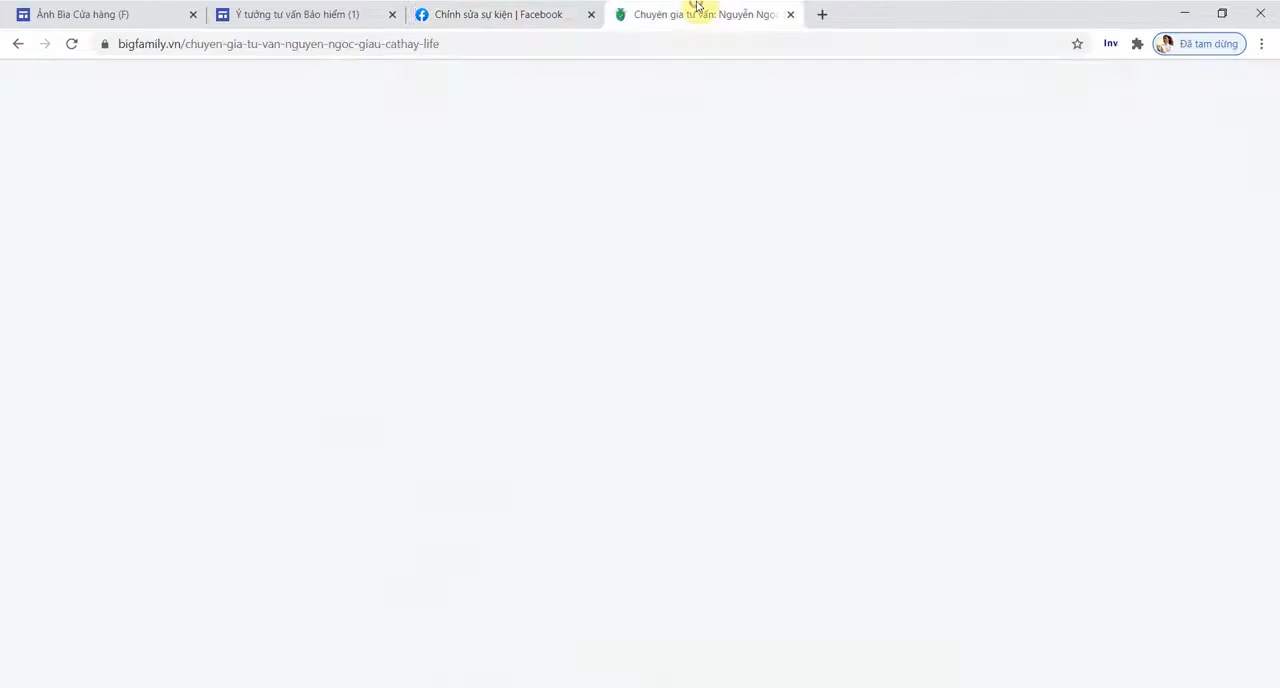 Ảnh Bìa Cửa hàng (F)
Ý tưởng tư vấn Bảo hiểm (1)
Chỉnh sửa sự kiện | Facebook
Chuyên gia tư vấn: Nguyễn Ngọc
bigfamily.vn/chuyen-gia-tu-van-nguyen-ngoc-giau-cathay-life
Inv
Đã tạm dừng